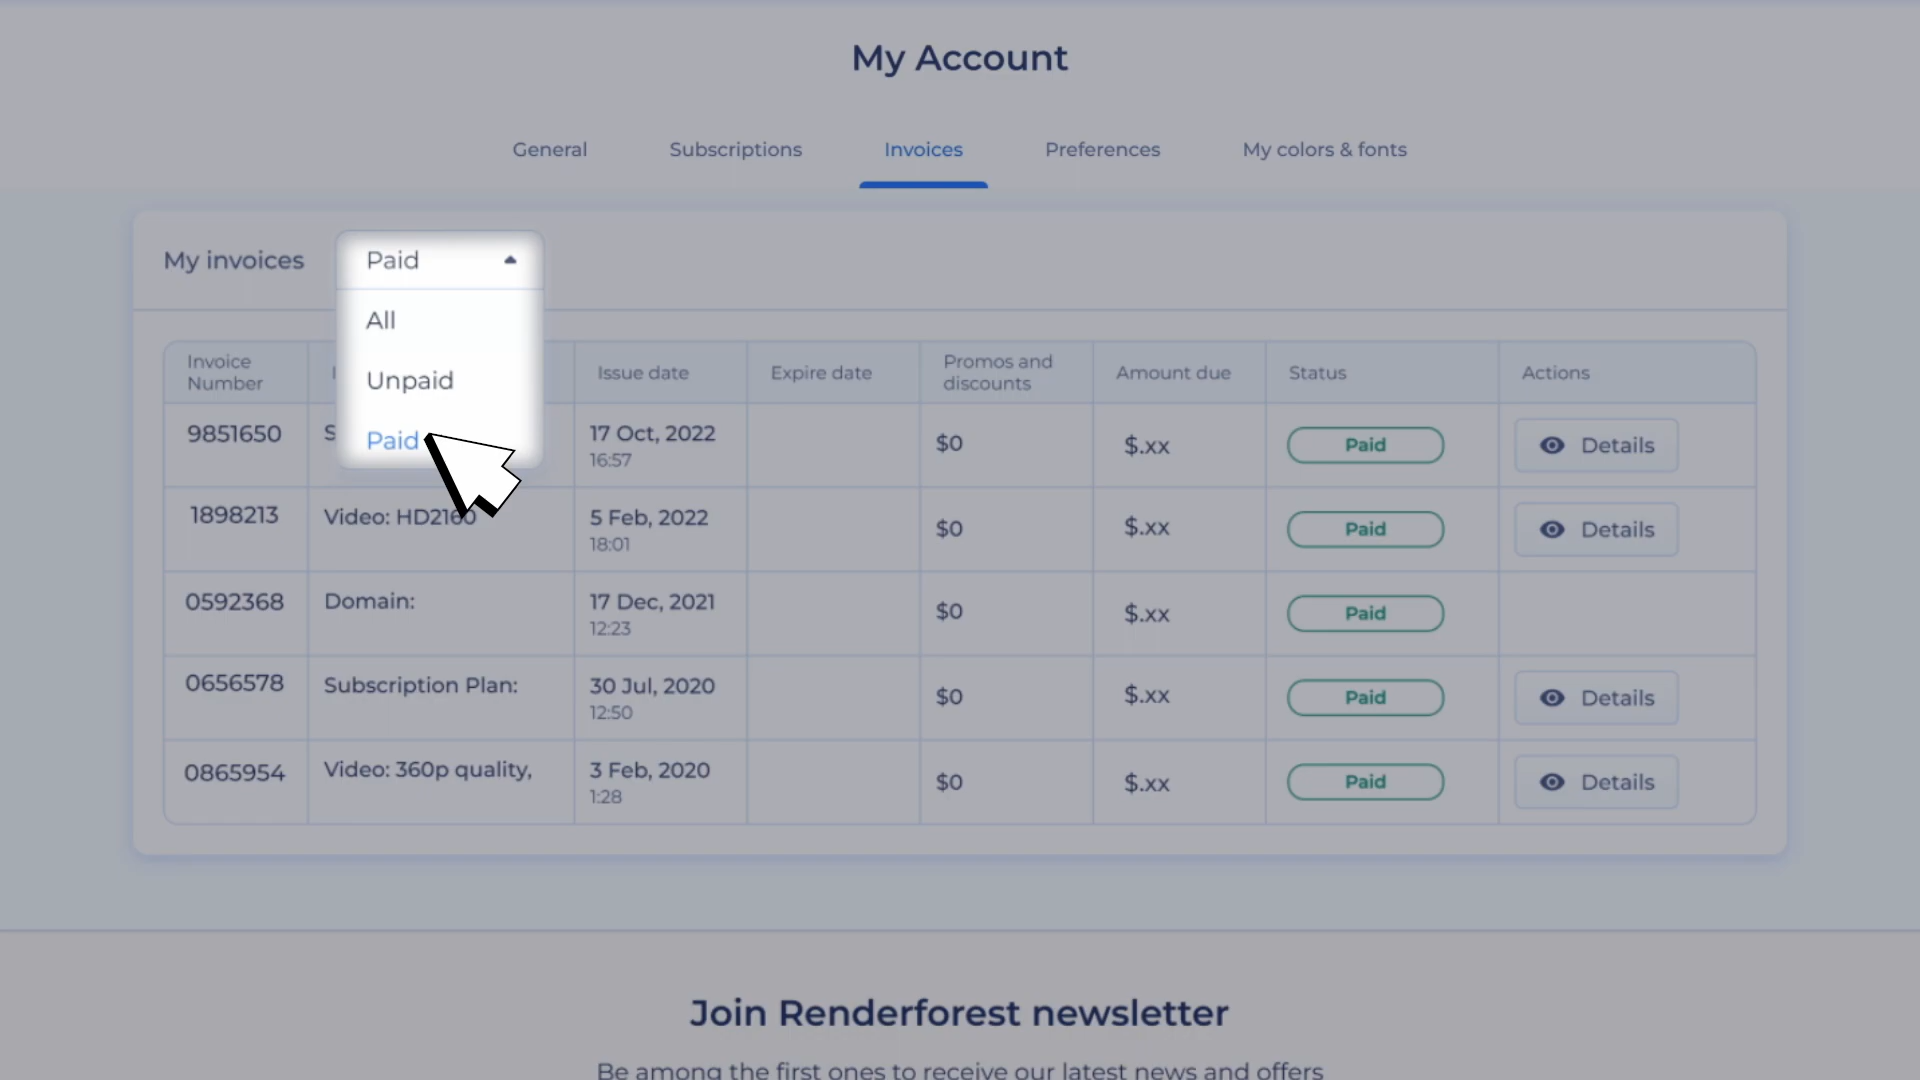 My Account
General Subscriptions Invoices Preferences My colors & fonts
My invoices Paid
All
Unpaid
Paid
Invoice Number Issue date Expire date Promos and discounts Amount due Status Actions
9851650 17 Oct, 2022 $0 $.xx Paid Details
16:57
1898213 Video: HD2160 5 Feb, 2022 $0 $.xx Paid Details
18:01
0592368 Domain: 17 Dec, 2021 $0 $.xx Paid
12:23
0656578 Subscription Plan: 30 Jul, 2020 $0 $.xx Paid Details
12:50
0865954 Video: 360p quality, 3 Feb, 2020 $0 $.xx Paid Details
1:28
Join Renderforest newsletter
Be among the first ones to receive our latest news and offers